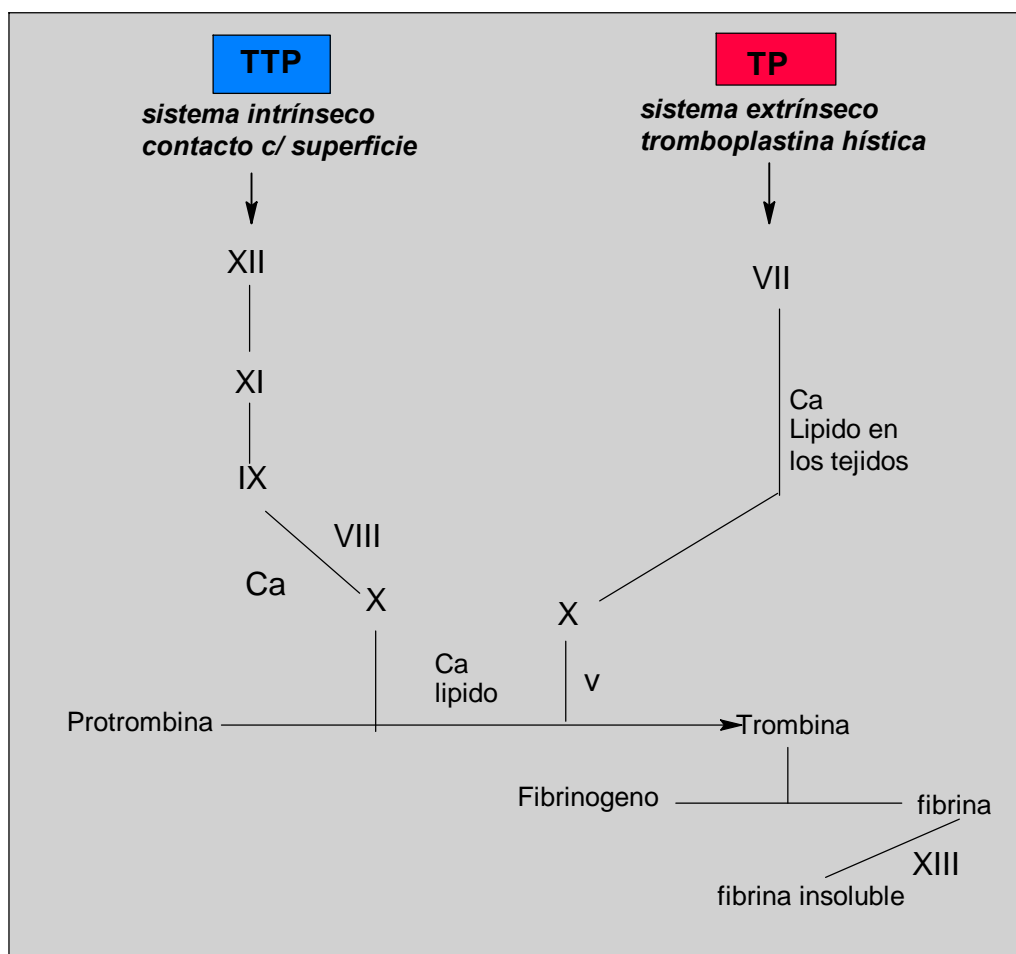 TTP
sistema intrínseco
contacto c/ superficie
TP
sistema extrínseco
tromboplastina hística
XII
VII
XI
Ca
Lipido en
los tejidos
IX
VIII
Ca
X
X
Ca
lipido
v
Protrombina
Trombina
Fibrinogeno
fibrina
XIII
fibrina insoluble